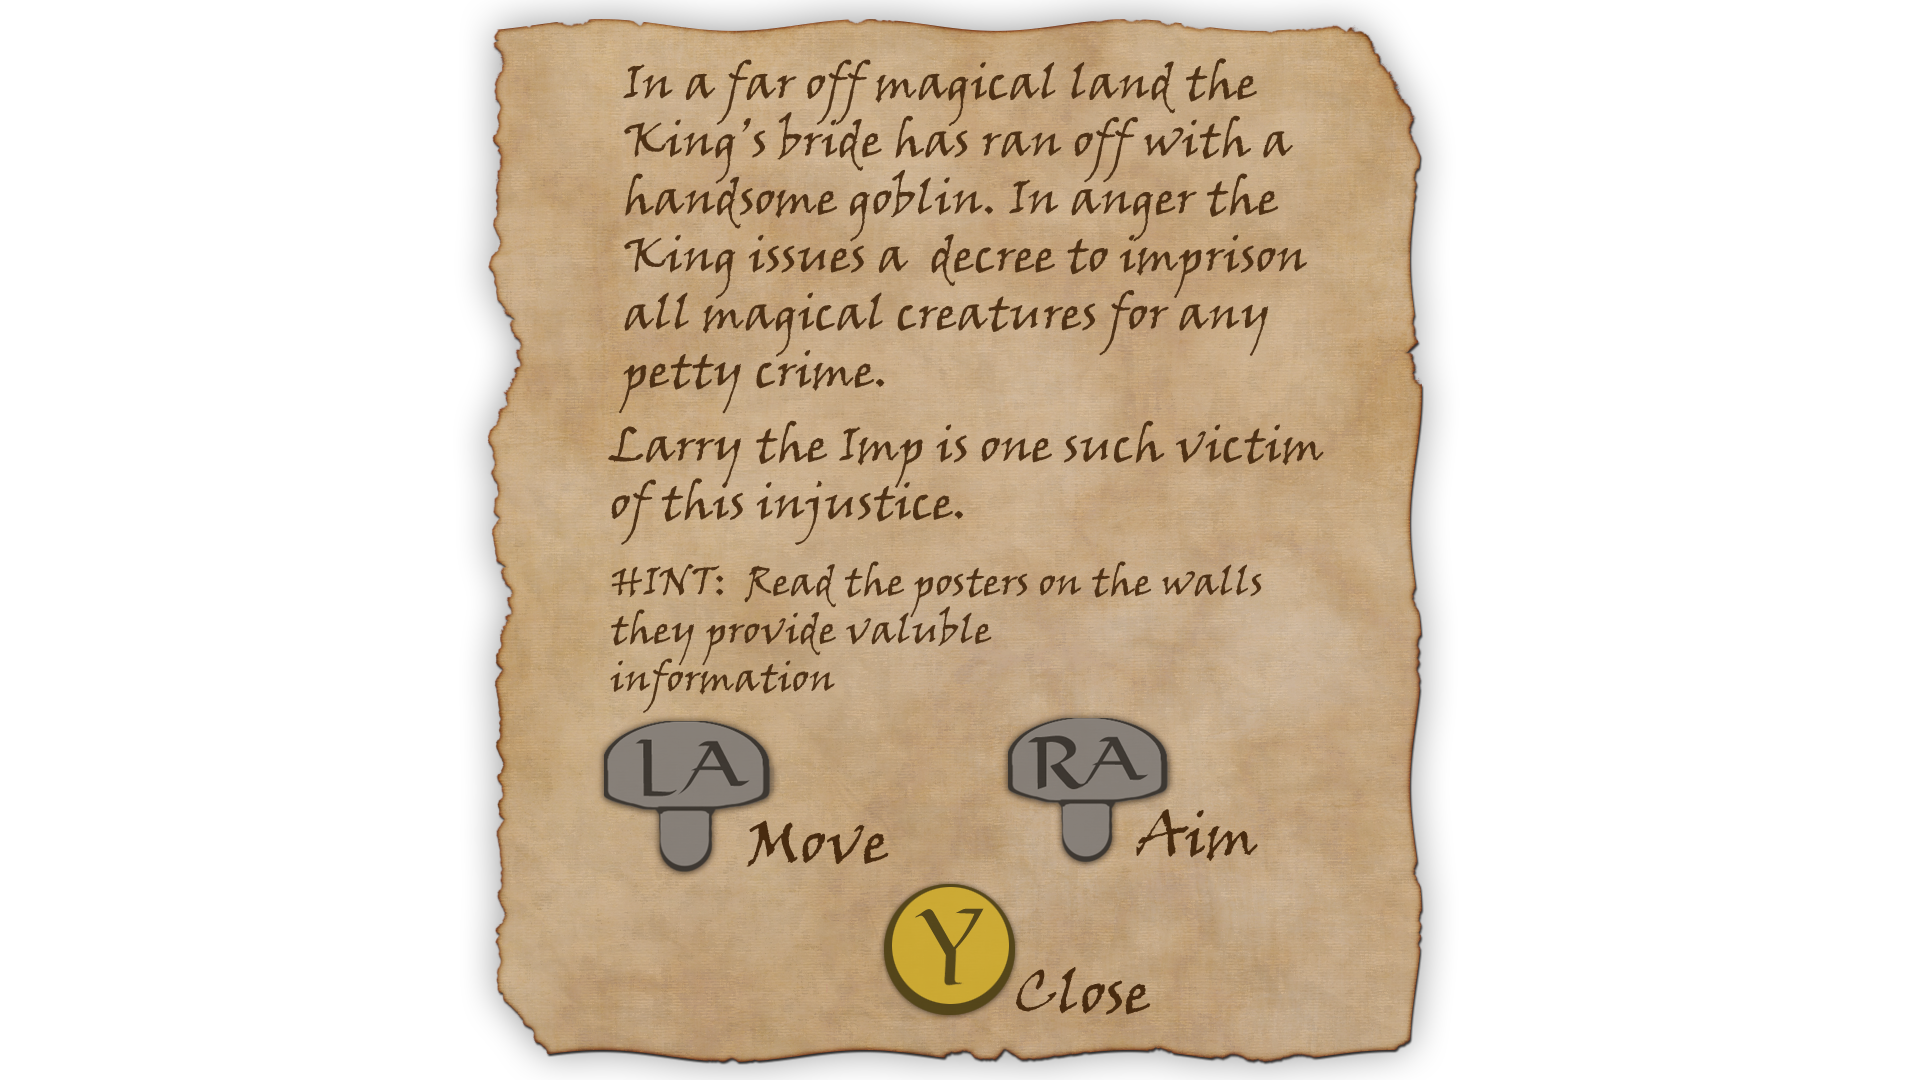 In a far off magical land the
King's bride has ran off with a
handsome goblin. In anger the
King issues a decree to imprison
all magical creatures for any
petty crime.
Larry the Imp is one such victim
of this injustice.
HINT: Read the posters on the walls
they provide valuble
information
LA Move
RA Aim
Y Close